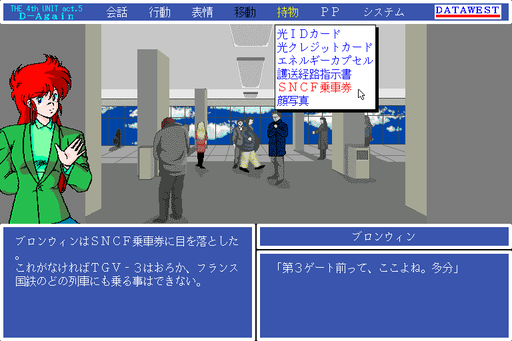 THE 4th UNIT act.5
D-Again
会話 行動 表情 移動 持物 PP システム
DATAWEST
光IDカード
光クレジットカード
エネルギーカプセル
護送経路指示書
SNCF乗車券
顔写真
ブロンウィンはSNCF乗車券に目を落とした
。
これがなければTGV-3はおろか、フランス
国鉄のどの列車にも乗る事はできない。
ブロンウィン
「第3ゲート前って、ここよね。多分」